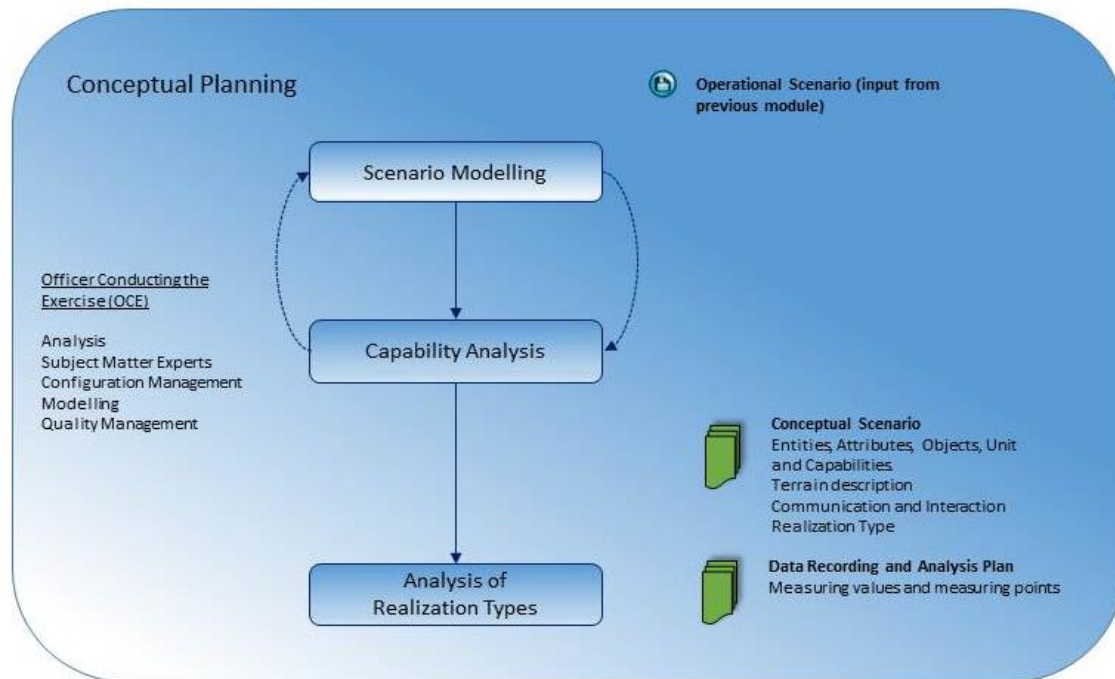 Conceptual Planning
Operational Scenario (input from
previous module)
Scenario Modelling
Officer Conducting the
Exercise (OCE)
Analysis
Subject Matter Experts
Configuration Management
Modelling
Quality Management
Capability Analysis
Conceptual Scenario
Entities, Attributes, Objects, Unit
and Capabilities
Terrain description
Communication and Interaction
Realization Type
Data Recording and Analysis Plan
Measuring values and measuring points
Analysis of
Realization Types